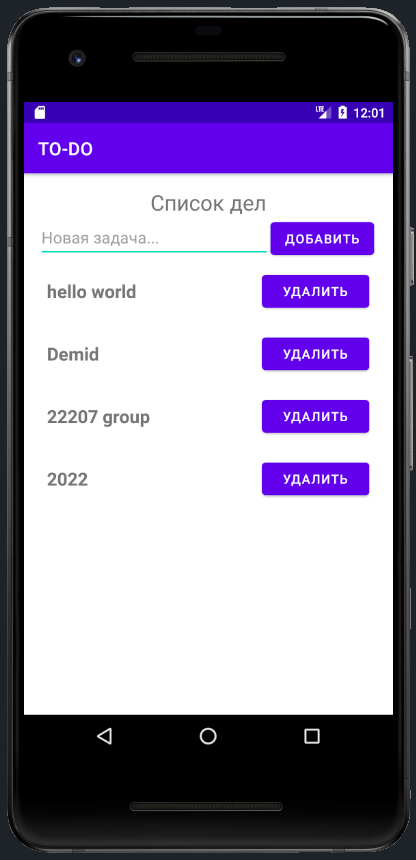 LTE 12:01
TO-DO
Список дел
Новая задача... ДОБАВИТЬ
hello world УДАЛИТЬ
Demid УДАЛИТЬ
22207 group УДАЛИТЬ
2022 УДАЛИТЬ